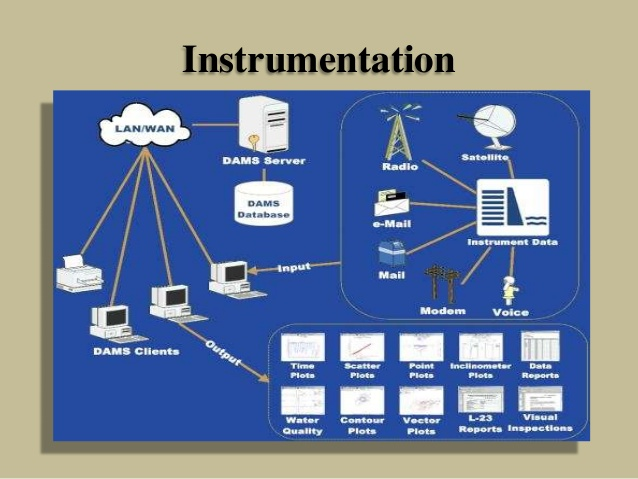 Instrumentation
LAN/WAN
DAMS Server
DAMS
Database
Radio
Satellite
e-Mail
Instrument Data
Mail
Modem
Voice
Input
DAMS Clients
Output
Time
Plots
Scatter
Plots
Point
Plots
Inclinometer
Plots
Data
Reports
Water
Quality
Contour
Plots
Vector
Plots
L-23
Reports
Visual
Inspections